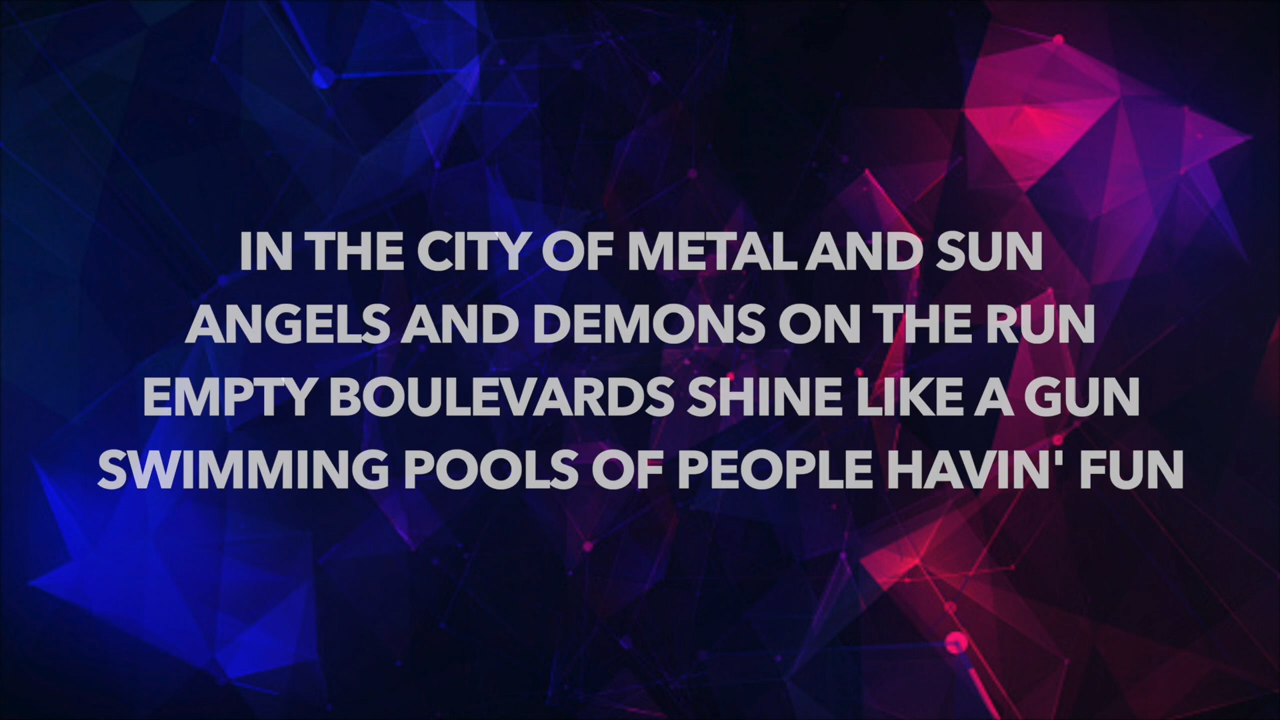 IN THE CITY OF METAL AND SUN
ANGELS AND DEMONS ON THE RUN
EMPTY BOULEVARDS SHINE LIKE A GUN
SWIMMING POOLS OF PEOPLE HAVIN' FUN